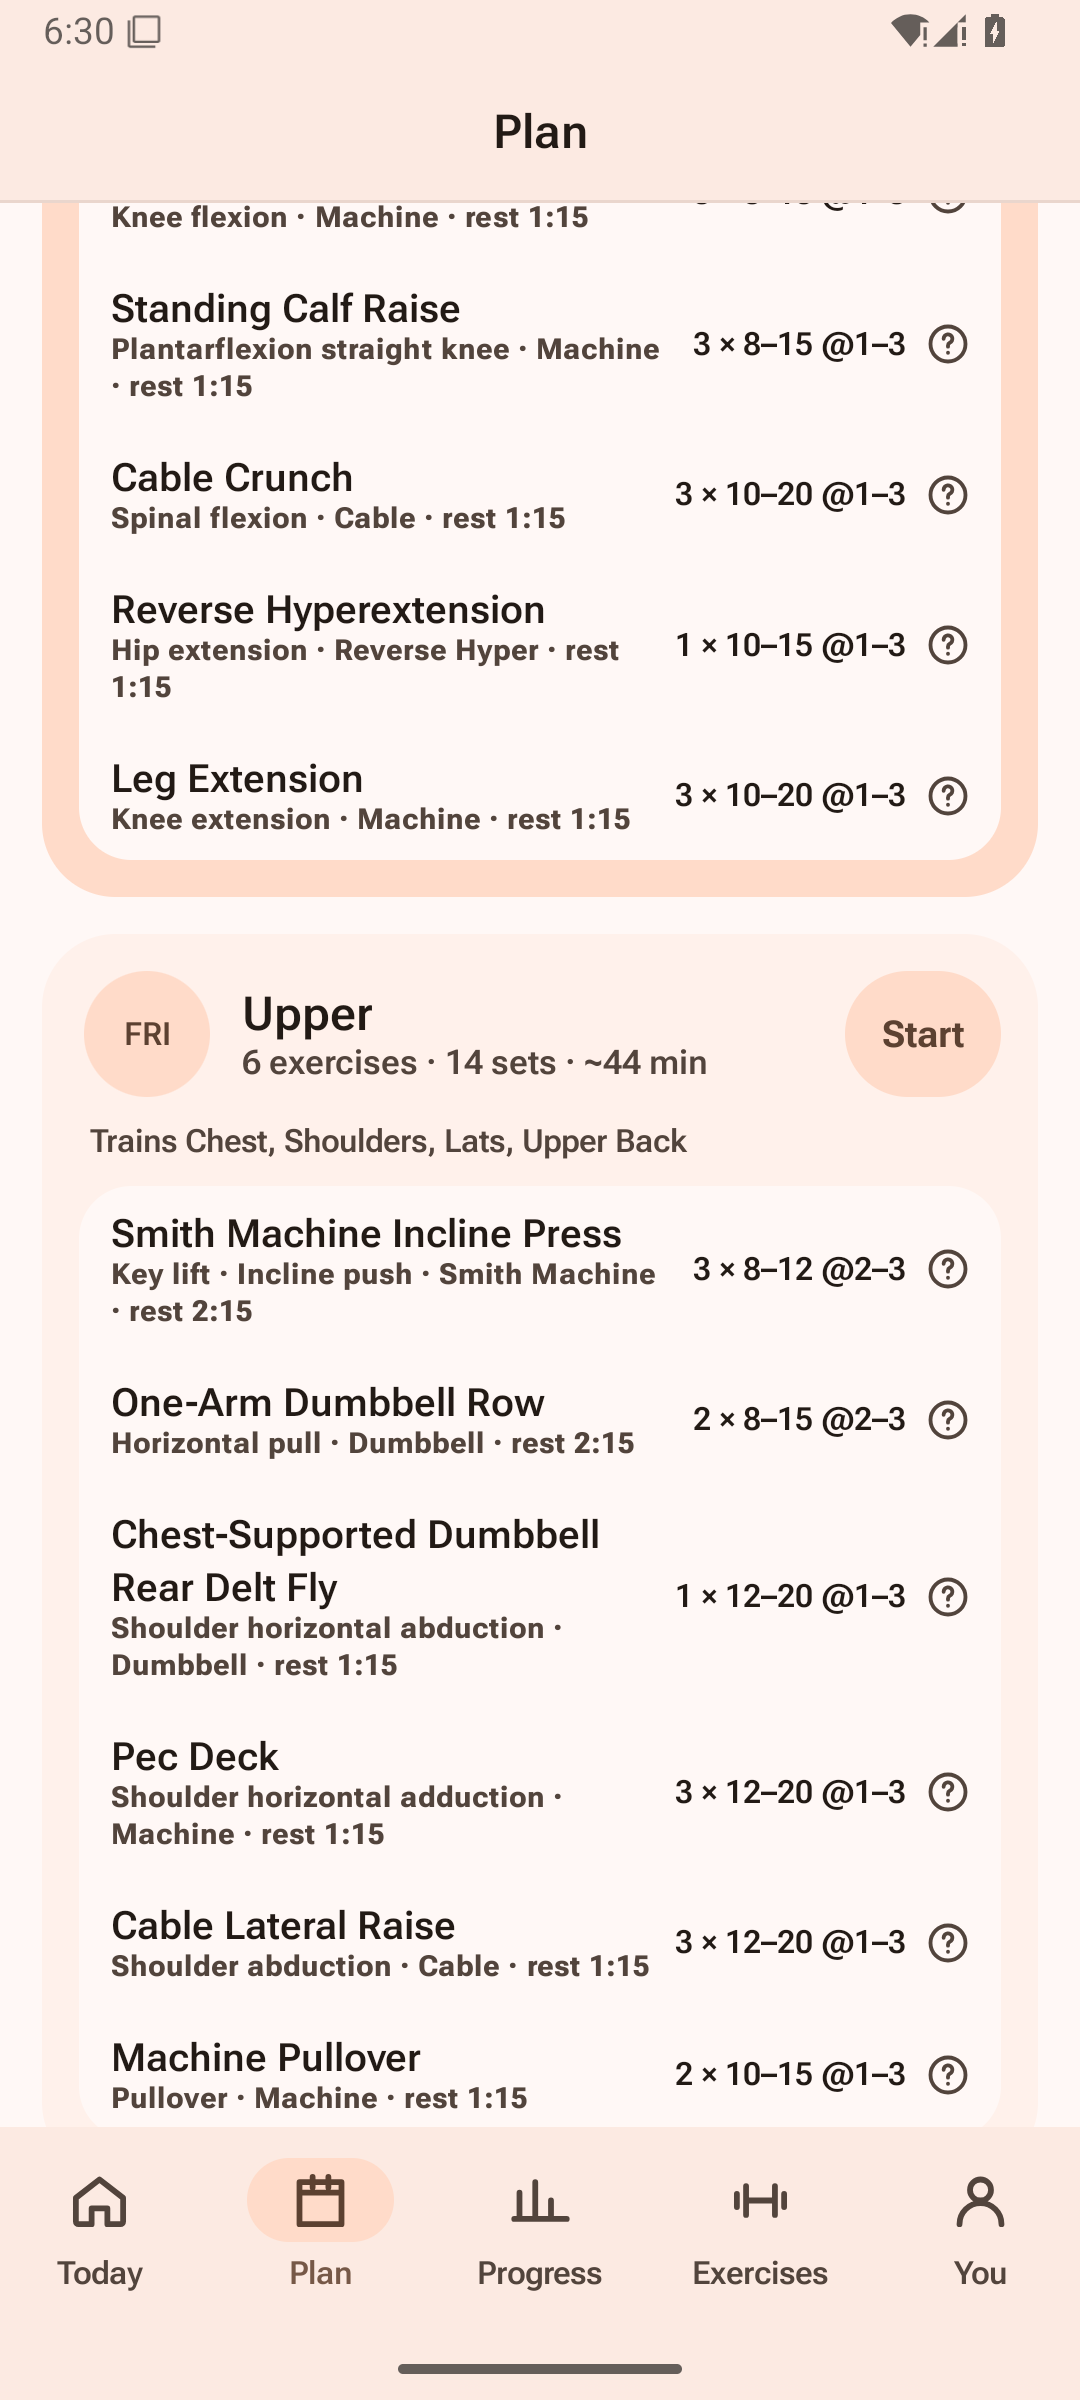 6:30
Plan
Knee flexion · Machine · rest 1:15
Standing Calf Raise
Plantarflexion straight knee · Machine
· rest 1:15
3 × 8–15 @1–3
Cable Crunch
Spinal flexion · Cable · rest 1:15
3 × 10–20 @1–3
Reverse Hyperextension
Hip extension · Reverse Hyper · rest
1:15
1 × 10–15 @1–3
Leg Extension
Knee extension · Machine · rest 1:15
3 × 10–20 @1–3
FRI
Upper
6 exercises · 14 sets · ~44 min
Start
Trains Chest, Shoulders, Lats, Upper Back
Smith Machine Incline Press
Key lift · Incline push · Smith Machine
· rest 2:15
3 × 8–12 @2–3
One-Arm Dumbbell Row
Horizontal pull · Dumbbell · rest 2:15
2 × 8–15 @2–3
Chest-Supported Dumbbell
Rear Delt Fly
Shoulder horizontal abduction ·
Dumbbell · rest 1:15
1 × 12–20 @1–3
Pec Deck
Shoulder horizontal adduction ·
Machine · rest 1:15
3 × 12–20 @1–3
Cable Lateral Raise
Shoulder abduction · Cable · rest 1:15
3 × 12–20 @1–3
Machine Pullover
Pullover · Machine · rest 1:15
2 × 10–15 @1–3
Today
Plan
Progress
Exercises
You